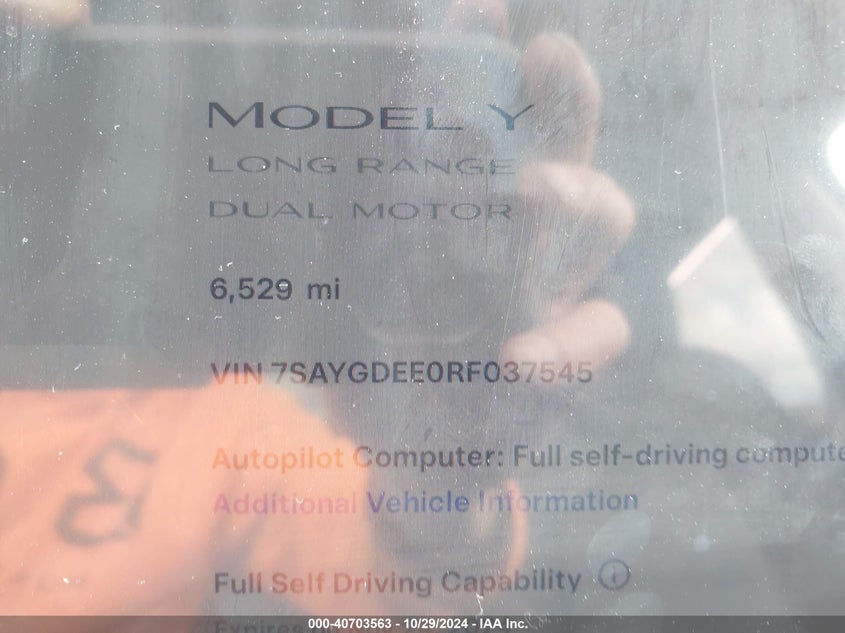 MODEL Y
LONG RANGE
DUAL MOTOR
6,529 mi
VIN 7SAYGDEE0RF037545
Autopilot Computer: Full self-driving compute
Additional Vehicle Information
Full Self Driving Capability
Expires
000-40703563 - 10/29/2024 - IAA Inc.